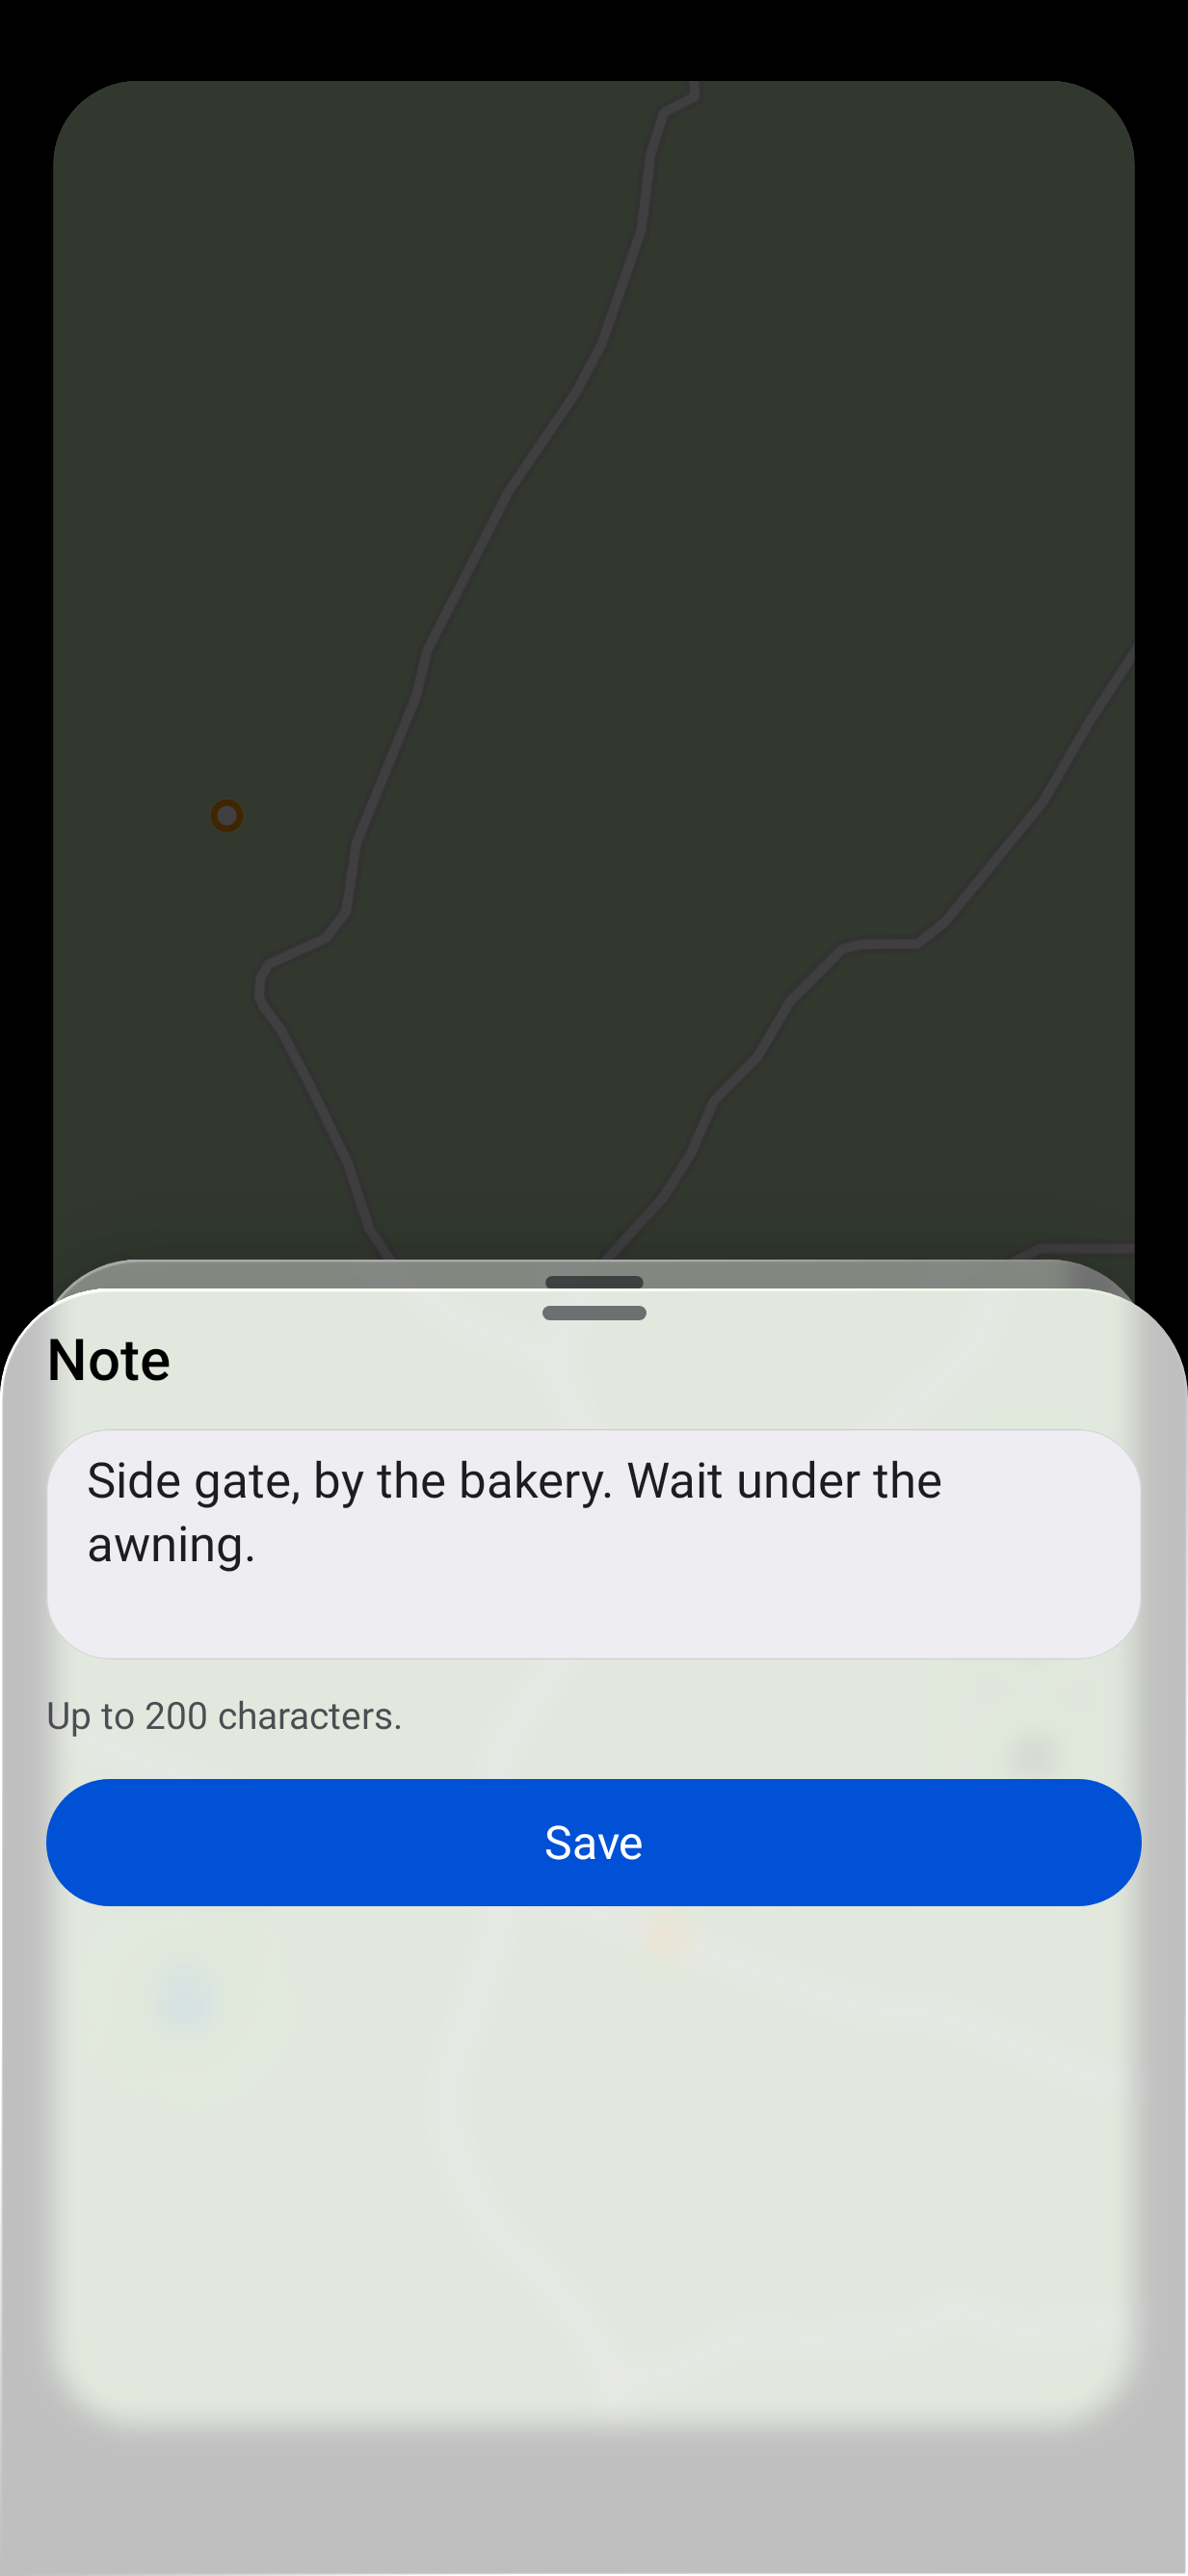 Note
Side gate, by the bakery. Wait under the
awning.
Up to 200 characters.
Save